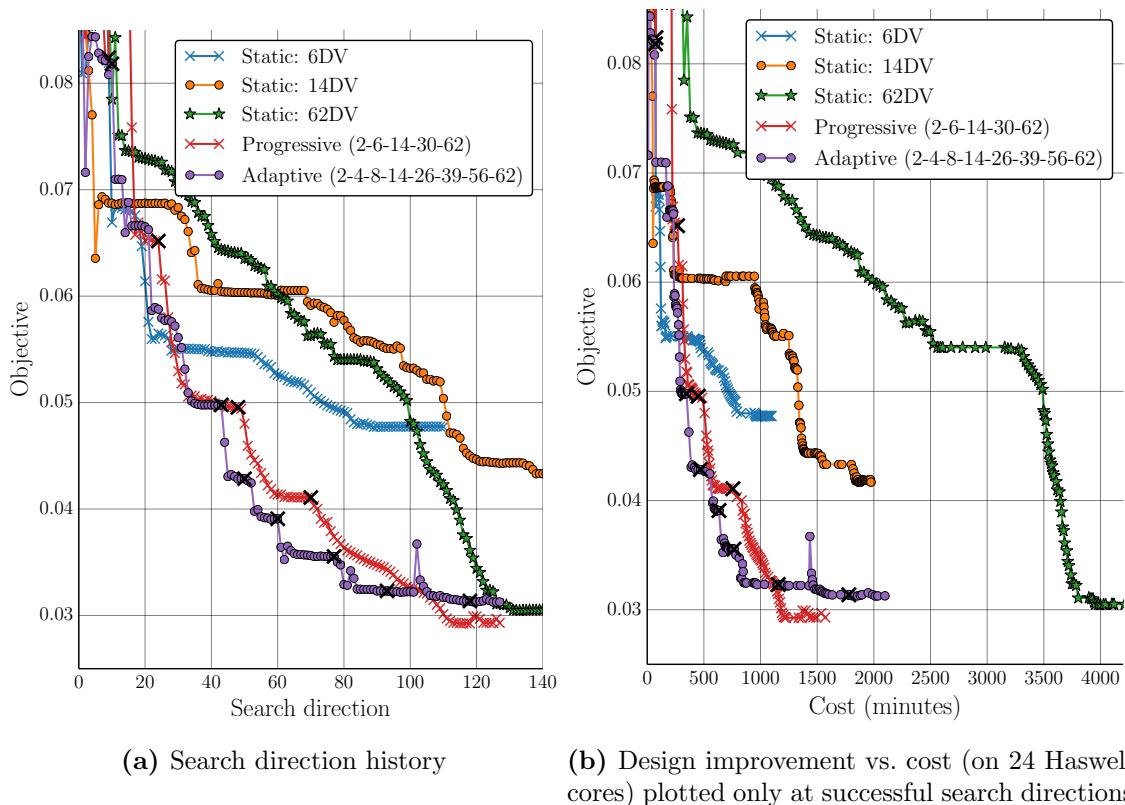 Static: 6DV
Static: 14DV
Static: 62DV
Progressive (2-6-14-30-62)
Adaptive (2-4-8-14-26-39-56-62)
0.08
0.07
0.06
0.05
0.04
0.03
Objective
0 20 40 60 80 100 120 140
Search direction
(a) Search direction history
Static: 6DV
Static: 14DV
Static: 62DV
Progressive (2-6-14-30-62)
Adaptive (2-4-8-14-26-39-56-62)
0.08
0.07
0.06
0.05
0.04
0.03
Objective
0 500 1000 1500 2000 2500 3000 3500 4000
Cost (minutes)
(b) Design improvement vs. cost (on 24 Haswel
cores) plotted only at successful search directions